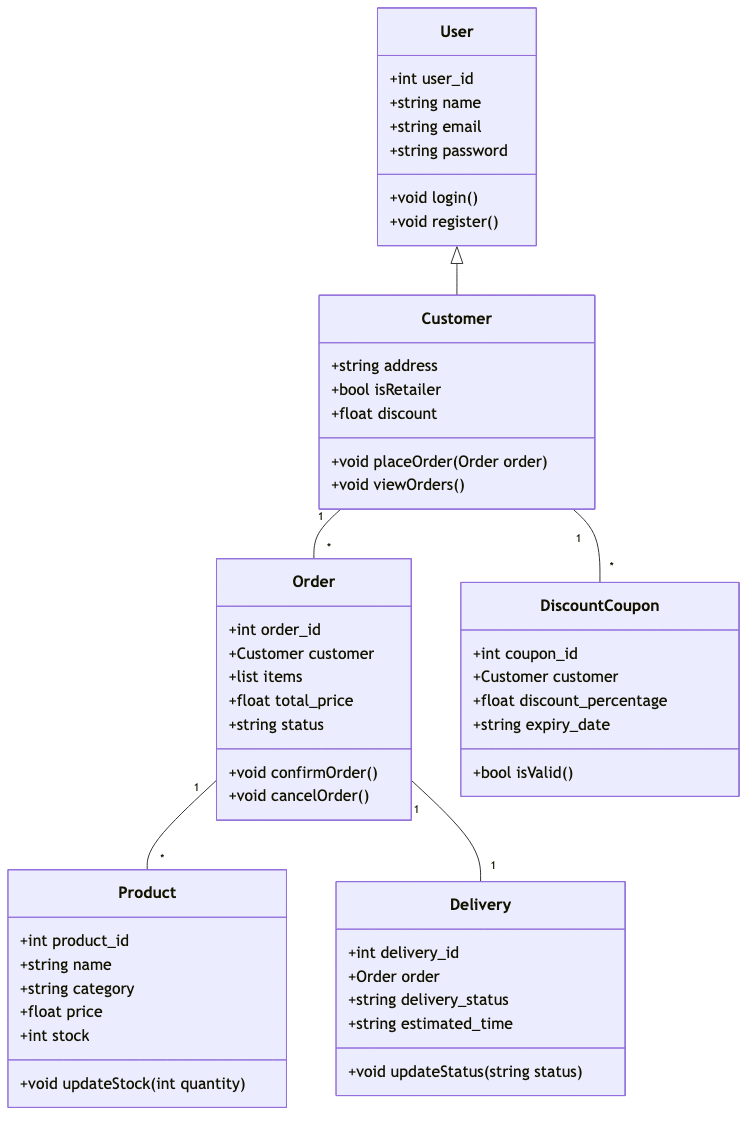 User
+int user_id
+string name
+string email
+string password
+void login()
+void register()
Customer
+string address
+bool isRetailer
+float discount
+void placeOrder(Order order)
+void viewOrders()
1
*
1
*
Order
+int order_id
+Customer customer
+list items
+float total_price
+string status
+void confirmOrder()
+void cancelOrder()
DiscountCoupon
+int coupon_id
+Customer customer
+float discount_percentage
+string expiry_date
+bool isValid()
1
*
1
1
Product
+int product_id
+string name
+string category
+float price
+int stock
+void updateStock(int quantity)
Delivery
+int delivery_id
+Order order
+string delivery_status
+string estimated_time
+void updateStatus(string status)